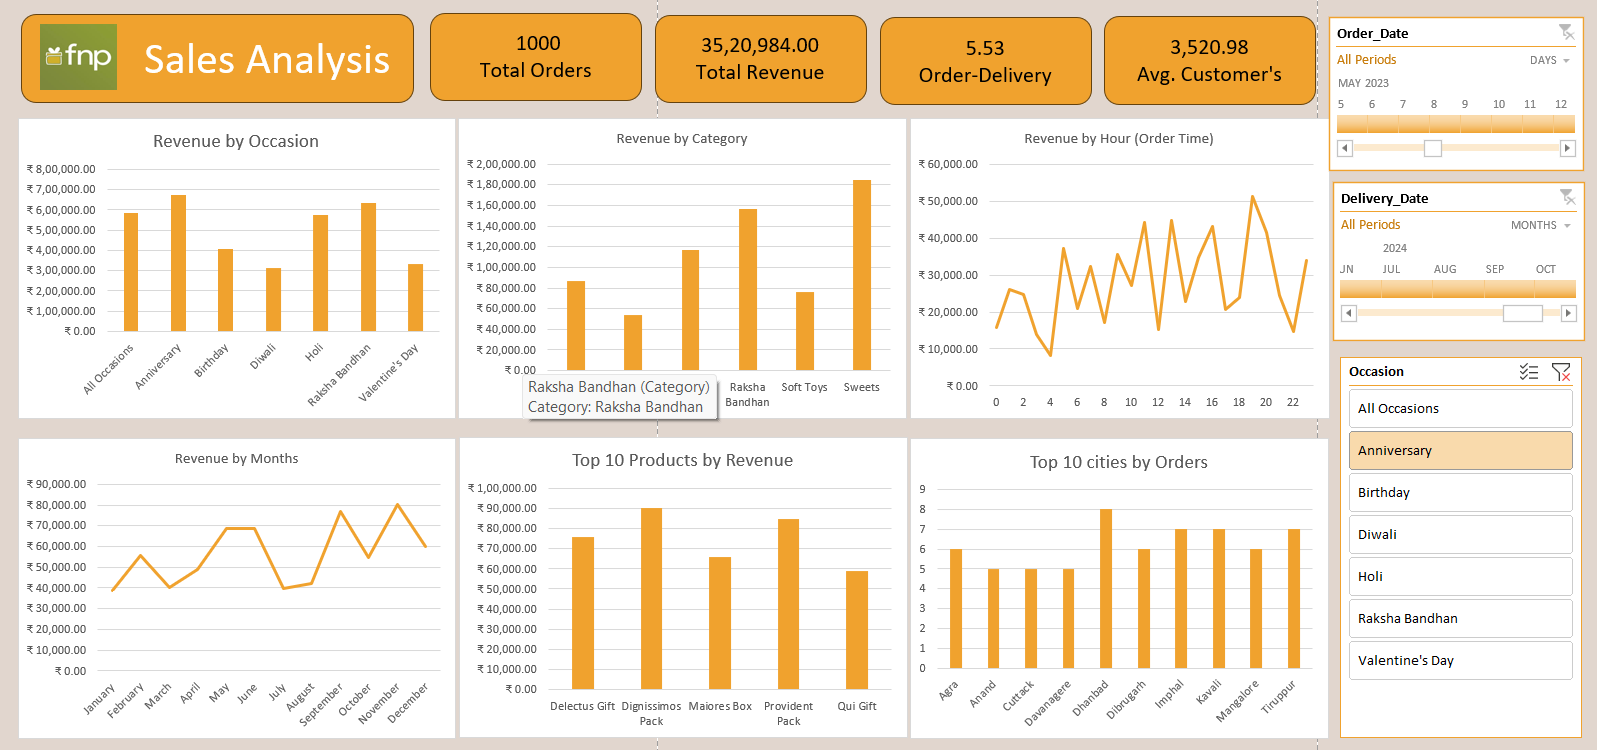 fnp
Sales Analysis
1000
Total Orders
35,20,984.00
Total Revenue
5.53
Order-Delivery
3,520.98
Avg. Customer's
Order_Date
All Periods
DAYS
MAY 2023
5 6 7 8 9 10 11 12
Delivery_Date
All Periods
MONTHS
2024
JUL AUG SEP OCT
Occasion
All Occasions
Anniversary
Birthday
Diwali
Holi
Raksha Bandhan
Valentine's Day
Revenue by Occasion
₹ 8,00,000.00
₹ 7,00,000.00
₹ 6,00,000.00
₹ 5,00,000.00
₹ 4,00,000.00
₹ 3,00,000.00
₹ 2,00,000.00
₹ 1,00,000.00
₹ 0.00
All Occasions
Anniversary
Birthday
Diwali
Holi
Raksha Bandhan
Valentine's Day
Revenue by Category
₹ 2,00,000.00
₹ 1,80,000.00
₹ 1,60,000.00
₹ 1,40,000.00
₹ 1,20,000.00
₹ 1,00,000.00
₹ 80,000.00
₹ 60,000.00
₹ 40,000.00
₹ 20,000.00
₹ 0.00
Raksha Bandhan (Category)
Category: Raksha Bandhan
Raksha
Bandhan
Soft Toys
Sweets
Revenue by Hour (Order Time)
₹ 60,000.00
₹ 50,000.00
₹ 40,000.00
₹ 30,000.00
₹ 20,000.00
₹ 10,000.00
₹ 0.00
0 2 4 6 8 10 12 14 16 18 20 22
Revenue by Months
₹ 90,000.00
₹ 80,000.00
₹ 70,000.00
₹ 60,000.00
₹ 50,000.00
₹ 40,000.00
₹ 30,000.00
₹ 20,000.00
₹ 10,000.00
₹ 0.00
January
February
March
April
May
June
July
August
September
October
November
December
Top 10 Products by Revenue
₹ 1,00,000.00
₹ 90,000.00
₹ 80,000.00
₹ 70,000.00
₹ 60,000.00
₹ 50,000.00
₹ 40,000.00
₹ 30,000.00
₹ 20,000.00
₹ 10,000.00
₹ 0.00
Delectus Gift
Dignissimos
Pack
Maiores Box
Provident
Pack
Qui Gift
Top 10 cities by Orders
9
8
7
6
5
4
3
2
1
0
Agra
Anand
Cuttack
Davanagere
Dhanbad
Dibrugarh
Imphal
Kavali
Mangalore
Tiruppur